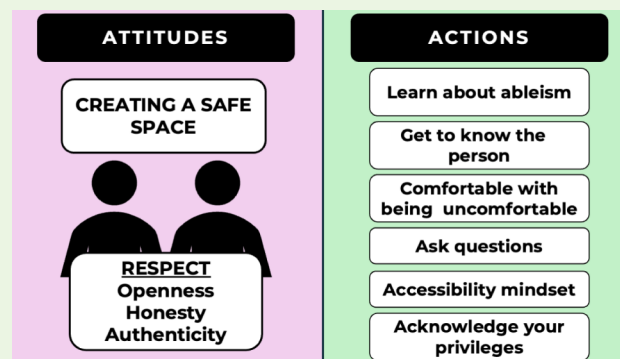 ATTITUDES
CREATING A SAFE
SPACE
RESPECT
Openness
Honesty
Authenticity
ACTIONS
Learn about ableism
Get to know the
person
Comfortable with
being uncomfortable
Ask questions
Accessibility mindset
Acknowledge your
privileges